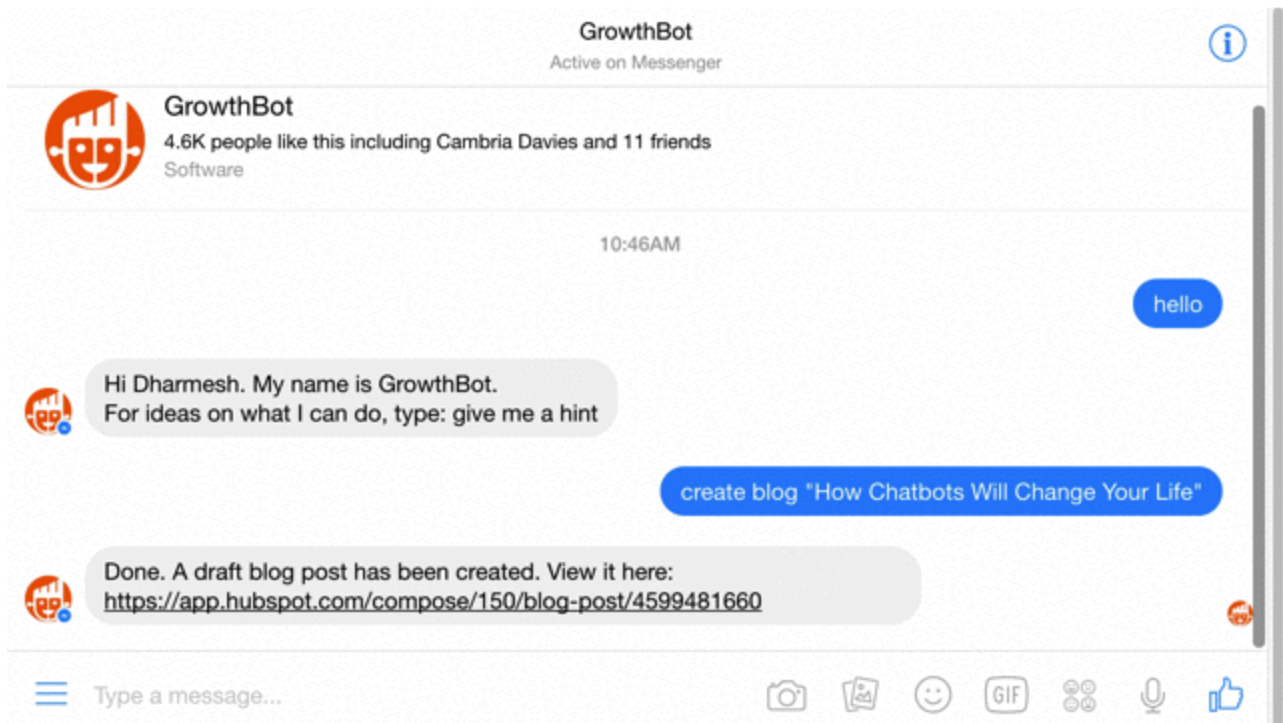 GrowthBot
Active on Messenger
GrowthBot
4.6K people like this including Cambria Davies and 11 friends
Software
10:46AM
hello
Hi Dharmesh. My name is GrowthBot.
For ideas on what I can do, type: give me a hint
create blog "How Chatbots Will Change Your Life"
Done. A draft blog post has been created. View it here:
https://app.hubspot.com/compose/150/blog-post/4599481660
Type a message...
GIF